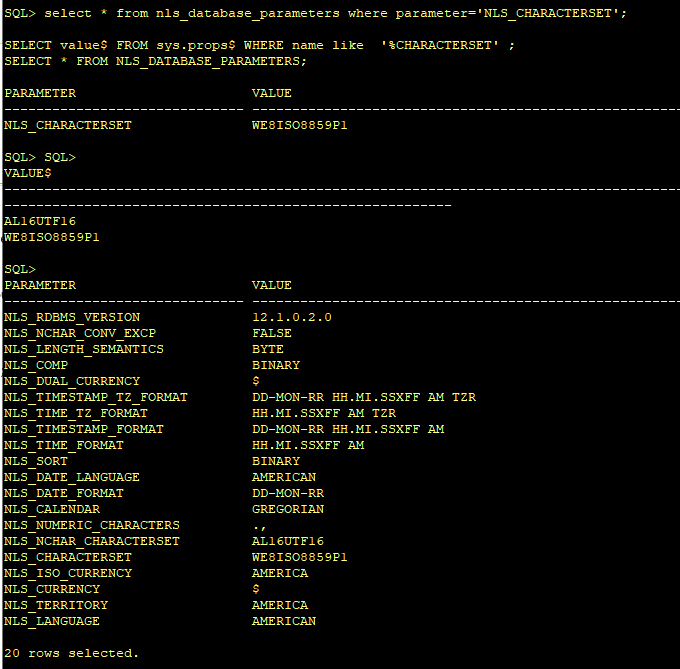 SQL> select * from nls_database_parameters where parameter='NLS_CHARACTERSET';
SELECT value$ FROM sys.props$ WHERE name like  '%CHARACTERSET' ;
SELECT * FROM NLS_DATABASE_PARAMETERS;
PARAMETER                      VALUE
------------------------------ ------------------------------------------------------
NLS_CHARACTERSET               WE8ISO8859P1
SQL> SQL>
VALUE$
-------------------------------------------------------------------------------------
--------------------------------------------------------
AL16UTF16
WE8ISO8859P1
SQL>
PARAMETER                      VALUE
------------------------------ ------------------------------------------------------
NLS_RDBMS_VERSION              12.1.0.2.0
NLS_NCHAR_CONV_EXCP            FALSE
NLS_LENGTH_SEMANTICS           BYTE
NLS_COMP                       BINARY
NLS_DUAL_CURRENCY              $
NLS_TIMESTAMP_TZ_FORMAT        DD-MON-RR HH.MI.SSXFF AM TZR
NLS_TIME_TZ_FORMAT             HH.MI.SSXFF AM TZR
NLS_TIMESTAMP_FORMAT           DD-MON-RR HH.MI.SSXFF AM
NLS_TIME_FORMAT                HH.MI.SSXFF AM
NLS_SORT                       BINARY
NLS_DATE_LANGUAGE              AMERICAN
NLS_DATE_FORMAT                DD-MON-RR
NLS_CALENDAR                   GREGORIAN
NLS_NUMERIC_CHARACTERS         .,
NLS_NCHAR_CHARACTERSET         AL16UTF16
NLS_CHARACTERSET               WE8ISO8859P1
NLS_ISO_CURRENCY               AMERICA
NLS_CURRENCY                   $
NLS_TERRITORY                  AMERICA
NLS_LANGUAGE                   AMERICAN
20 rows selected.